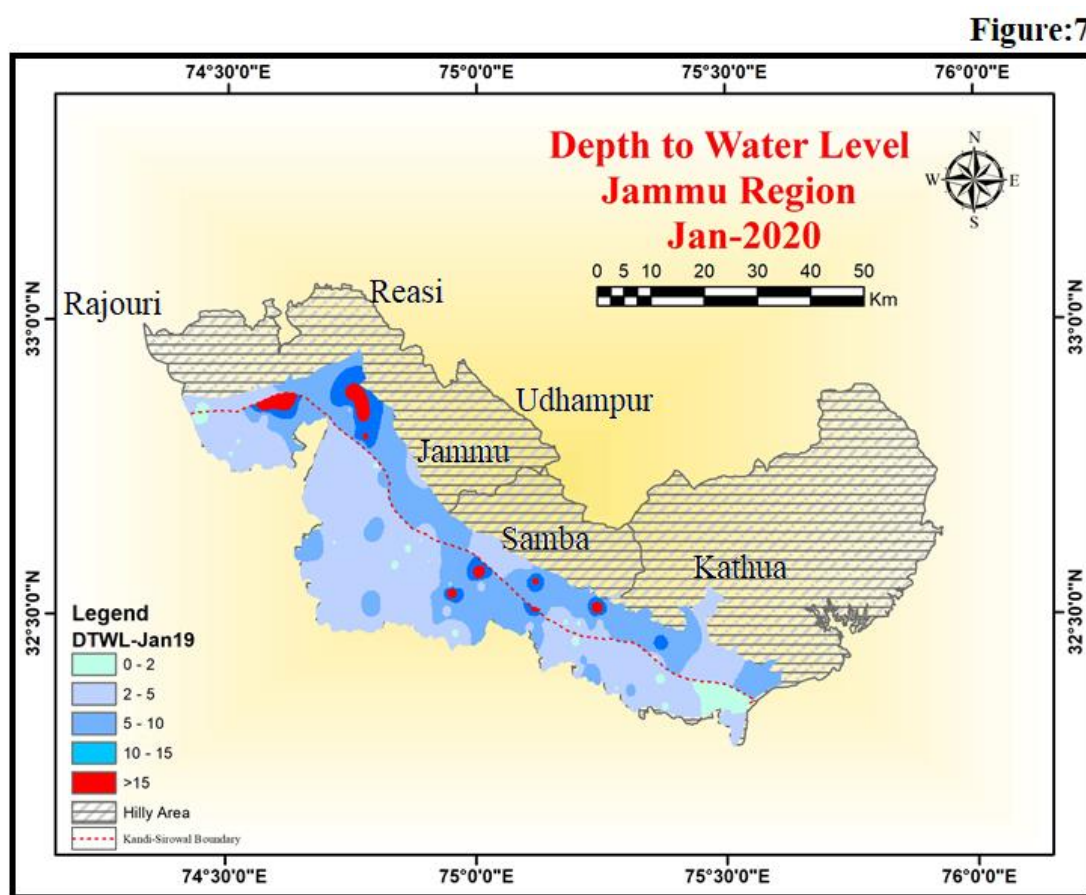 Figure:7
74°30'0"E 75°0'0"E 75°30'0"E 76°0'0"E
Depth to Water Level
Jammu Region
Jan-2020
N
W E
S
0 5 10 20 30 40 50
Km
33°0'0"N
33°0'0"N
Rajouri
Reasi
Udhampur
Jammu
Samba
Kathua
32°30'0"N
32°30'0"N
Legend
DTWL-Jan19
0 - 2
2 - 5
5 - 10
10 - 15
>15
Hilly Area
Kandi-Sirowal Boundary
74°30'0"E 75°0'0"E 75°30'0"E 76°0'0"E